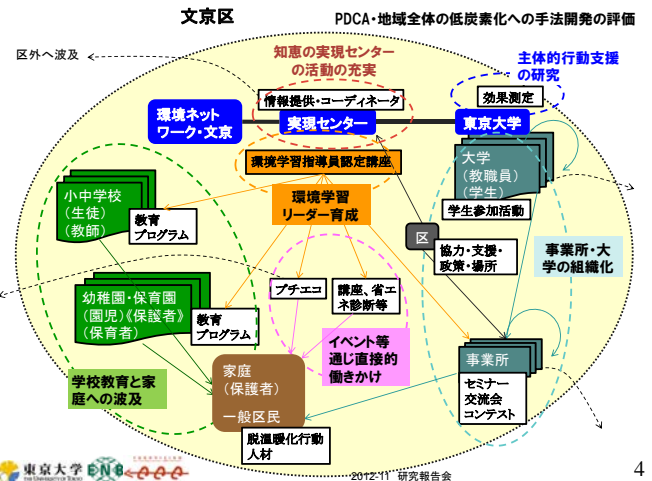 文京区
PDCA・地域全体の低炭素化への手法開発の評価
区外へ波及
知恵の実現センター
の活動の充実
主体的行動支援
の研究
情報提供・コーディネータ
効果測定
環境ネット
ワーク・文京
実現センター
東京大学
環境学習指導員認定講座
大学
(教職員)
(学生)
学生参加活動
小中学校
(生徒)
(教師)
教育
プログラム
環境学習
リーダー育成
区
協力・支援・
政策・場所
事業所・大
学の組織化
幼稚園・保育園
(園児)《保護者》
(保育者)
教育
プログラム
プチエコ
講座、省エ
ネ診断等
イベント等
通じ直接的
働きかけ
学校教育と家
庭への波及
家庭
(保護者)
一般区民
脱温暖化行動
人材
事業所
セミナー
交流会
コンテスト
東京大学
THE UNIVERSITY OF TOKYO
ENB
2012-11 研究報告会
4